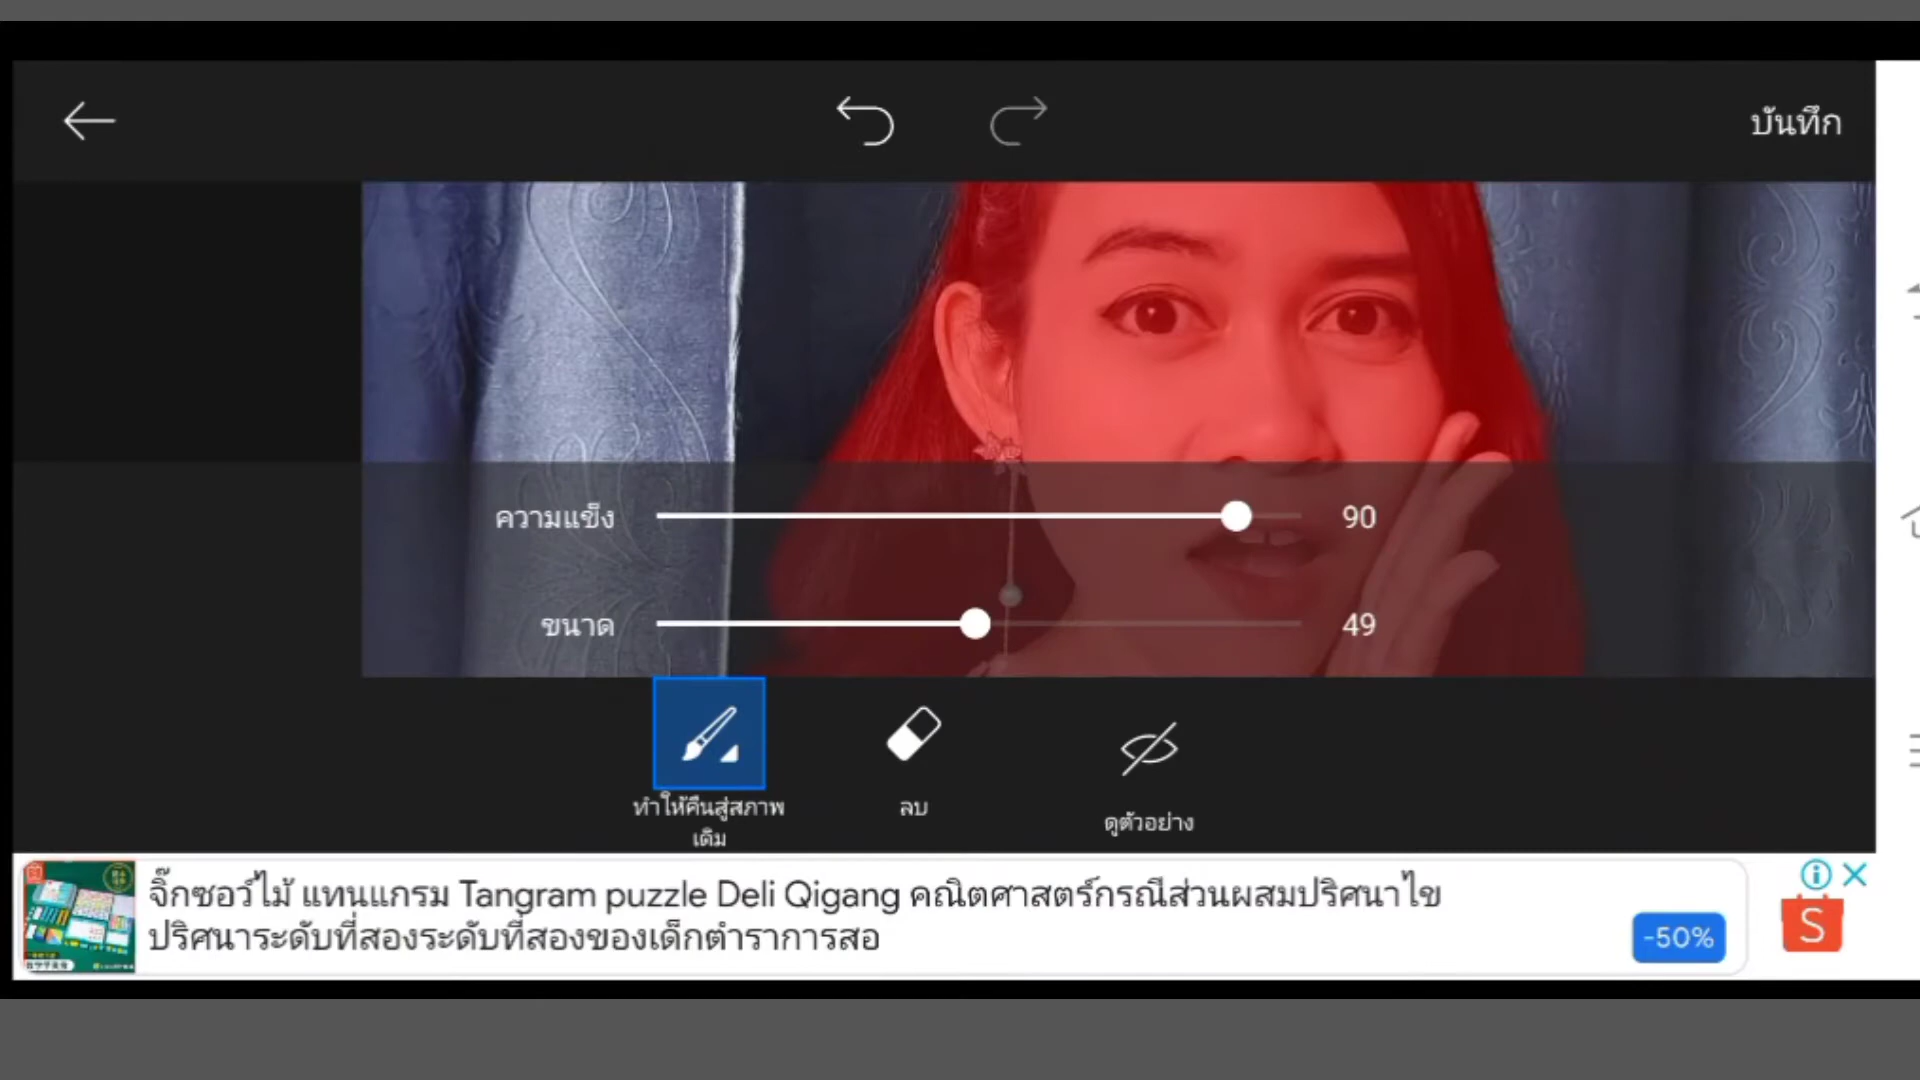 บันทึก
ความแข็ง 90
ขนาด 49
ทำให้คืนสู่สภาพ
เดิม
ลบ
ดูตัวอย่าง
จิ๊กซอว์ไม้ แทนแกรม Tangram puzzle Deli Qigang คณิตศาสตร์กรณีส่วนผสมปริศนาไข
ปริศนาระดับที่สองระดับที่สองของเด็กตำราการสอ
-50%
S